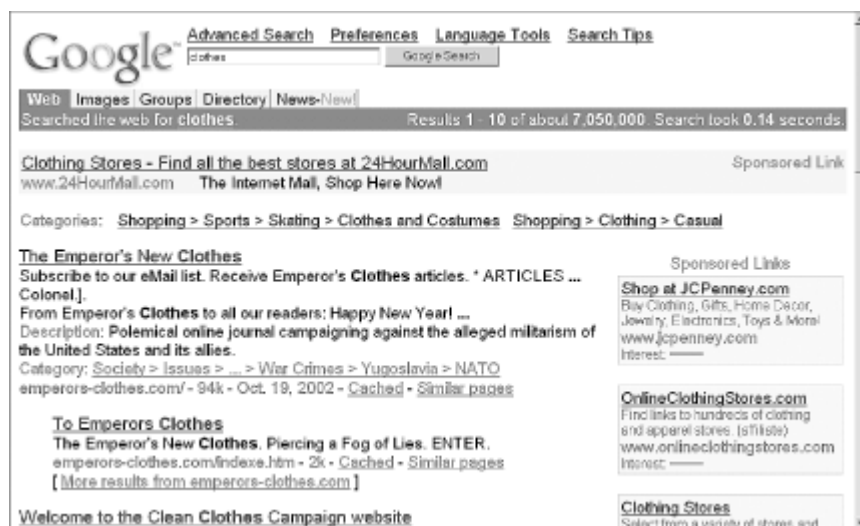 Google™ Advanced Search Preferences Language Tools Search Tips
clothes Google Search
Web Images Groups Directory News-New!
Searched the web for clothes. Results 1 - 10 of about 7,050,000. Search took 0.14 seconds.
Clothing Stores - Find all the best stores at 24HourMall.com Sponsored Link
www.24HourMall.com The Internet Mall, Shop Here Now!
Categories: Shopping > Sports > Skating > Clothes and Costumes Shopping > Clothing > Casual
The Emperor's New Clothes
Subscribe to our eMail list. Receive Emperor's Clothes articles. * ARTICLES ...
Colonel.].
From Emperor's Clothes to all our readers: Happy New Year! ...
Description: Polemical online journal campaigning against the alleged militarism of
the United States and its allies.
Category: Society > Issues > ... > War Crimes > Yugoslavia > NATO
emperors-clothes.com/ - 94k - Oct. 19, 2002 - Cached - Similar pages
To Emperors Clothes
The Emperor's New Clothes. Piercing a Fog of Lies. ENTER.
emperors-clothes.com/indexe.htm - 2k - Cached - Similar pages
[ More results from emperors-clothes.com ]
Welcome to the Clean Clothes Campaign website
Sponsored Links
Shop at JCPenney.com
Buy Clothing, Gifts, Home Decor,
Jewelry, Electronics, Toys & More!
www.jcpenney.com
Interest:
OnlineClothingStores.com
Find links to hundreds of clothing
and apparel stores. (affiliate)
www.onlineclothingstores.com
Interest:
Clothing Stores
Select from a variety of stores and